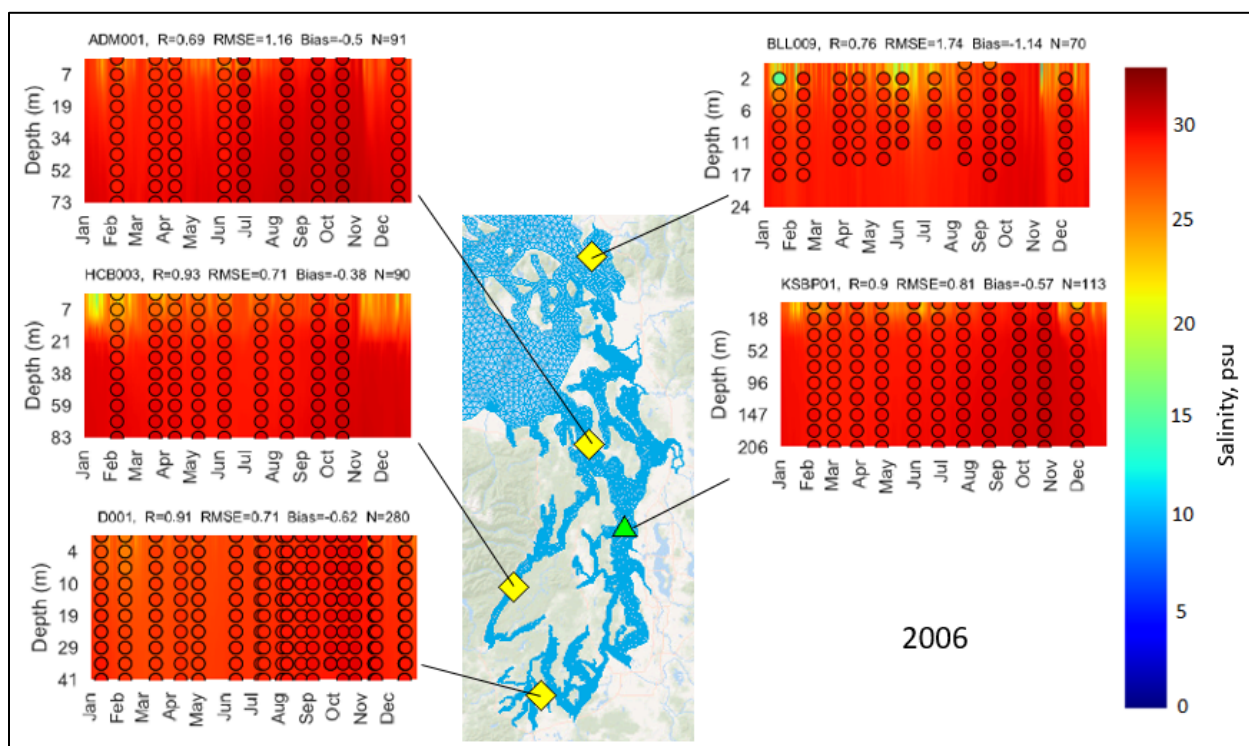 ADM001, R=0.69 RMSE=1.16 Bias=-0.5 N=91
Depth (m)
7
19
34
52
73
Jan Feb Mar Apr May Jun Jul Aug Sep Oct Nov Dec
HCB003, R=0.93 RMSE=0.71 Bias=-0.38 N=90
Depth (m)
7
21
38
59
83
Jan Feb Mar Apr May Jun Jul Aug Sep Oct Nov Dec
D001, R=0.91 RMSE=0.71 Bias=-0.62 N=280
Depth (m)
4
10
19
29
41
Jan Feb Mar Apr May Jun Jul Aug Sep Oct Nov Dec
BLL009, R=0.76 RMSE=1.74 Bias=-1.14 N=70
Depth (m)
2
6
11
17
24
Jan Feb Mar Apr May Jun Jul Aug Sep Oct Nov Dec
KSBP01, R=0.9 RMSE=0.81 Bias=-0.57 N=113
Depth (m)
18
52
96
147
206
Jan Feb Mar Apr May Jun Jul Aug Sep Oct Nov Dec
2006
Salinity, psu
30
25
20
15
10
5
0